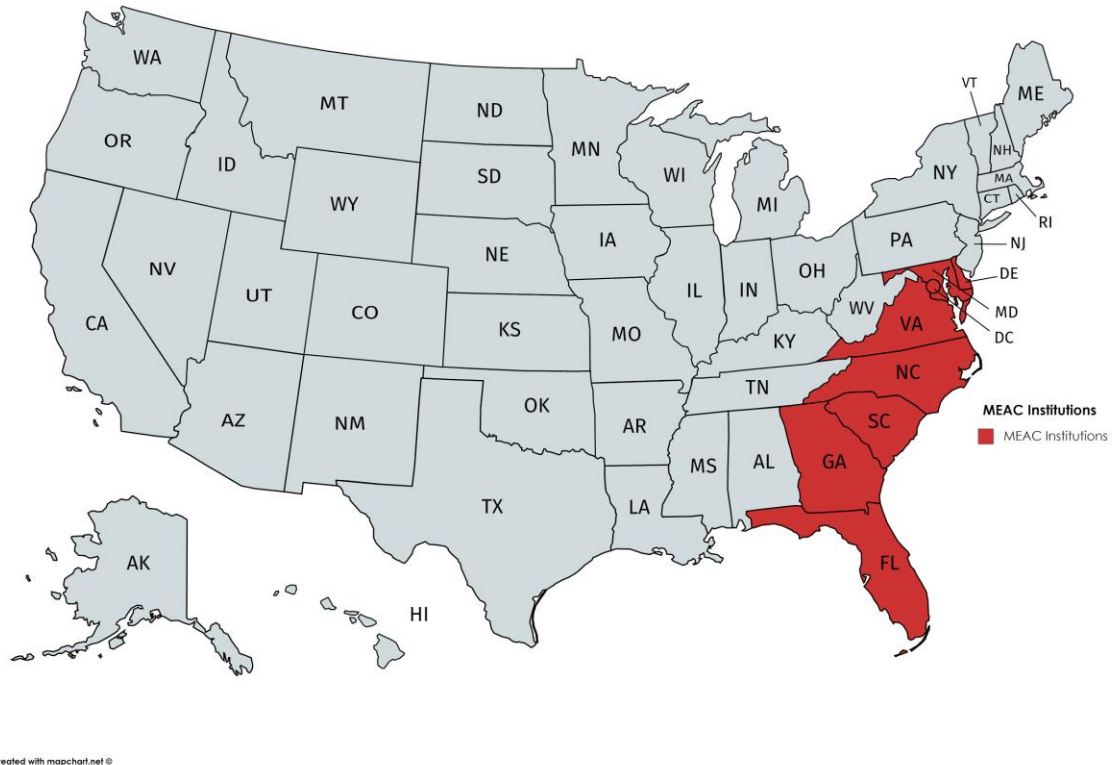 WA
MT
ND
MN
VT
ME
OR
ID
SD
WI
NY
NH
WY
MI
MA
CT
RI
NV
NE
IA
PA
NJ
UT
CO
IL
IN
OH
DE
CA
KS
MO
WV
VA
MD
KY
DC
AZ
NM
OK
TN
NC
AR
SC
MEAC Institutions
MEAC Institutions
MS
AL
GA
TX
LA
AK
FL
HI
reated with mapchart.net ©